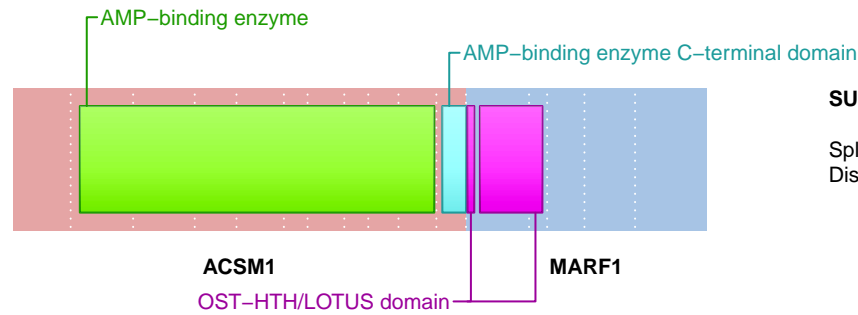 AMP−binding enzyme
AMP−binding enzyme C−terminal domain
SU
Spl
Dis
ACSM1
MARF1
OST−HTH/LOTUS domain